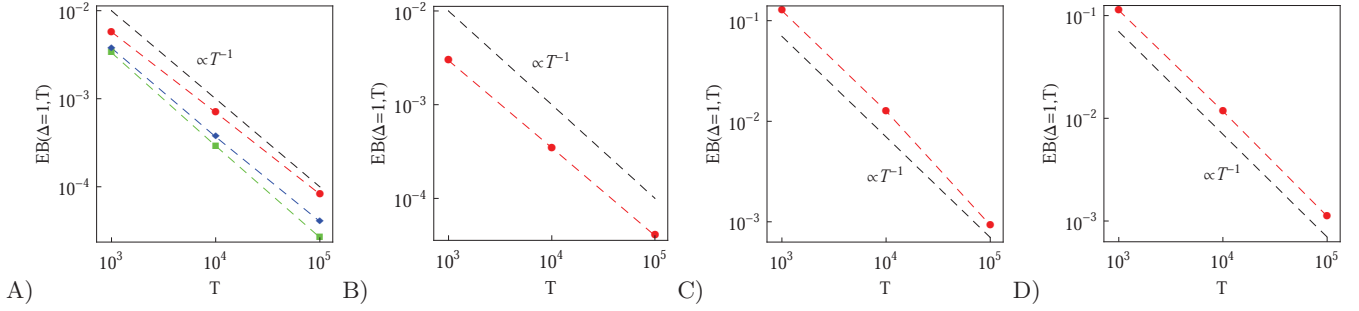 A)
EB(Δ=1,T)
10⁻²
10⁻³
10⁻⁴
∝T⁻¹
10³
10⁴
10⁵
T
B)
EB(Δ=1,T)
10⁻²
10⁻³
10⁻⁴
∝T⁻¹
10³
10⁴
10⁵
T
C)
EB(Δ=1,T)
10⁻¹
10⁻²
10⁻³
∝T⁻¹
10³
10⁴
10⁵
T
D)
EB(Δ=1,T)
10⁻¹
10⁻²
10⁻³
∝T⁻¹
10³
10⁴
10⁵
T